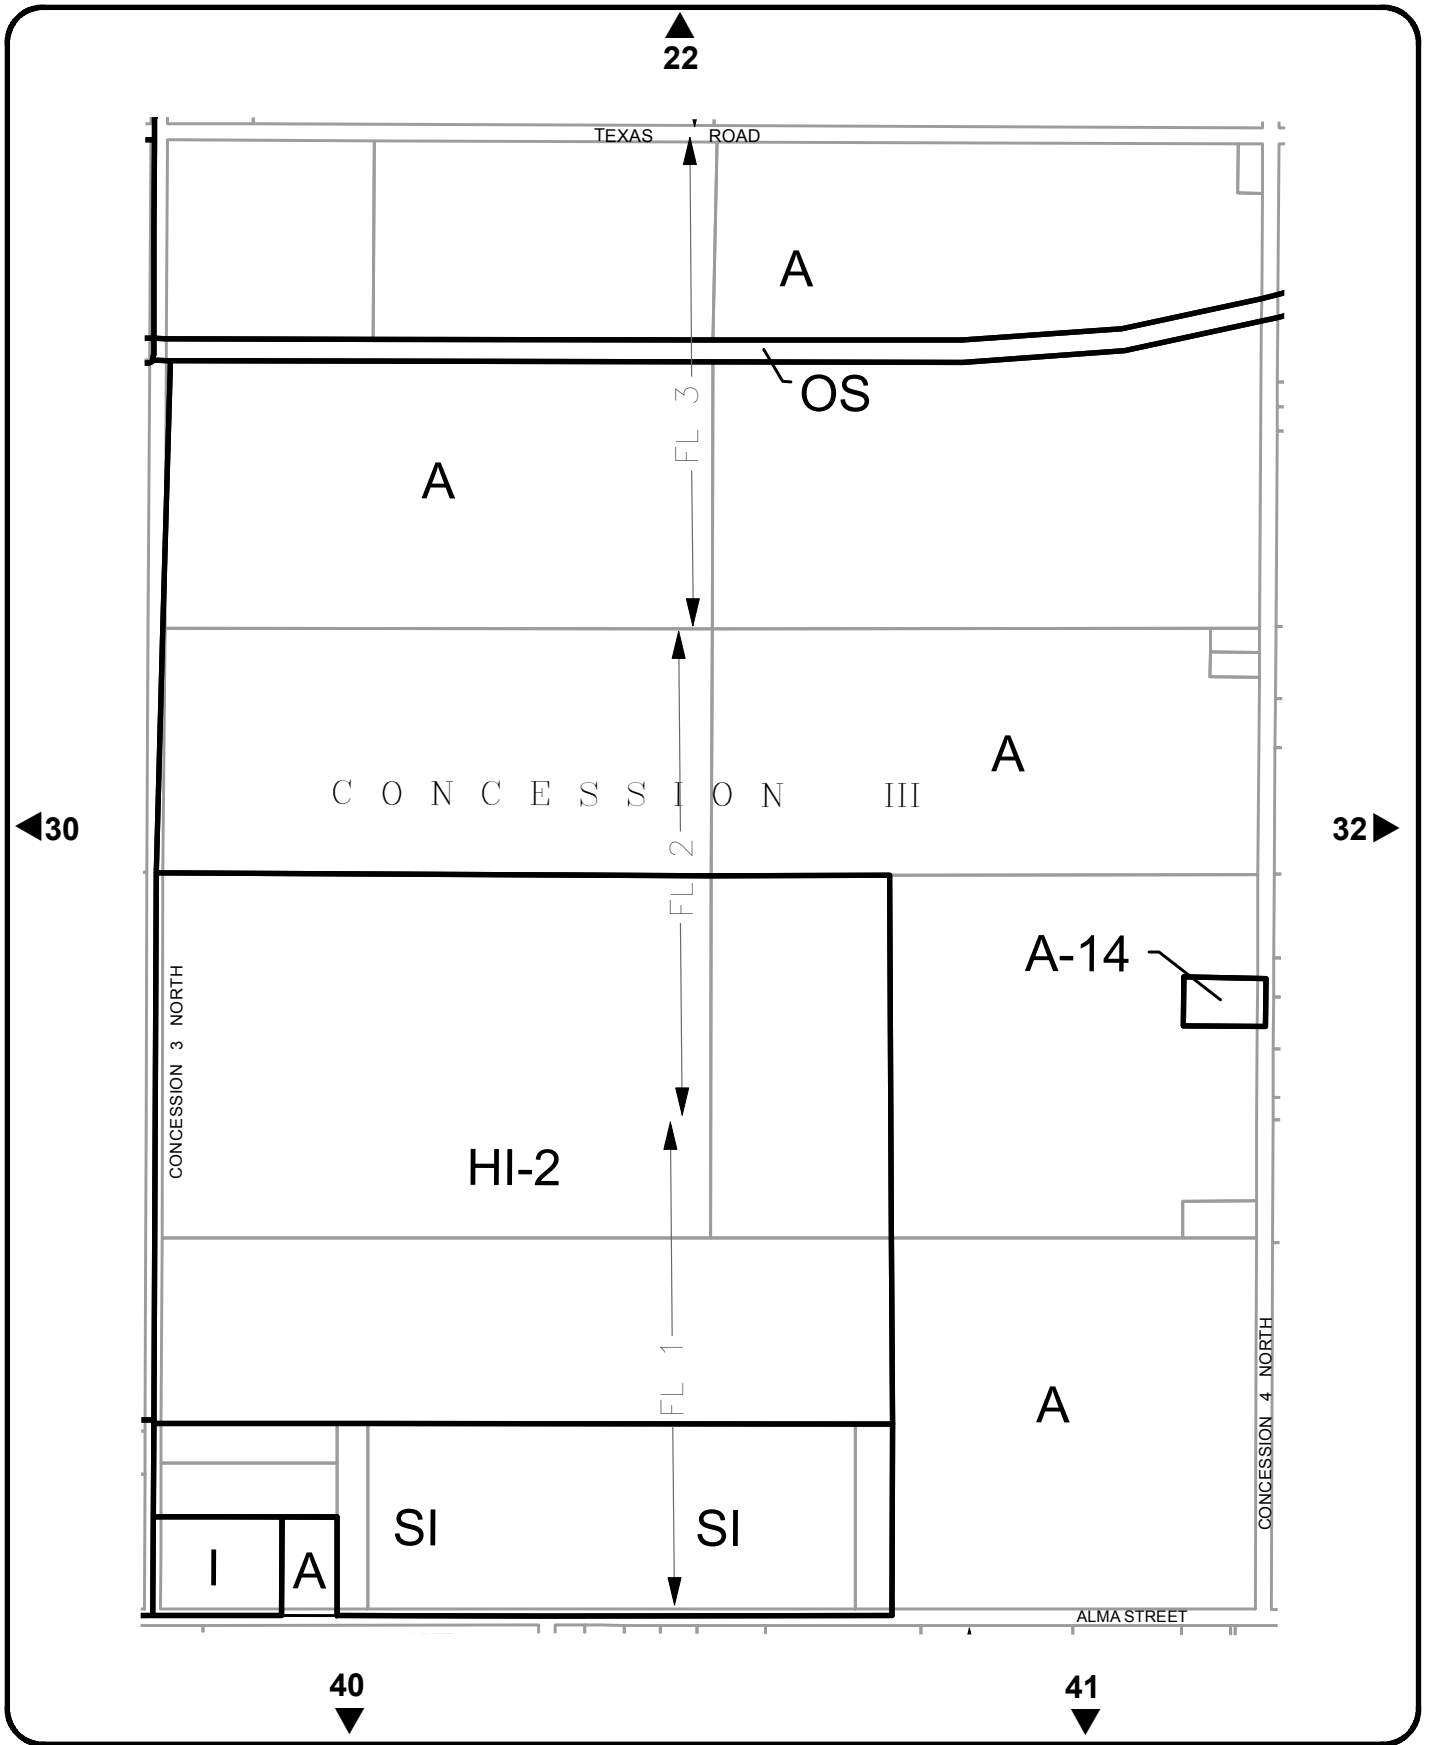 22
TEXAS ROAD
A
OS
FL 3
A
A
CONCESSION III
30
32
FL 2
A-14
CONCESSION 3 NORTH
HI-2
FL 1
A
CONCESSION 4 NORTH
SI
SI
I
A
ALMA STREET
40
41